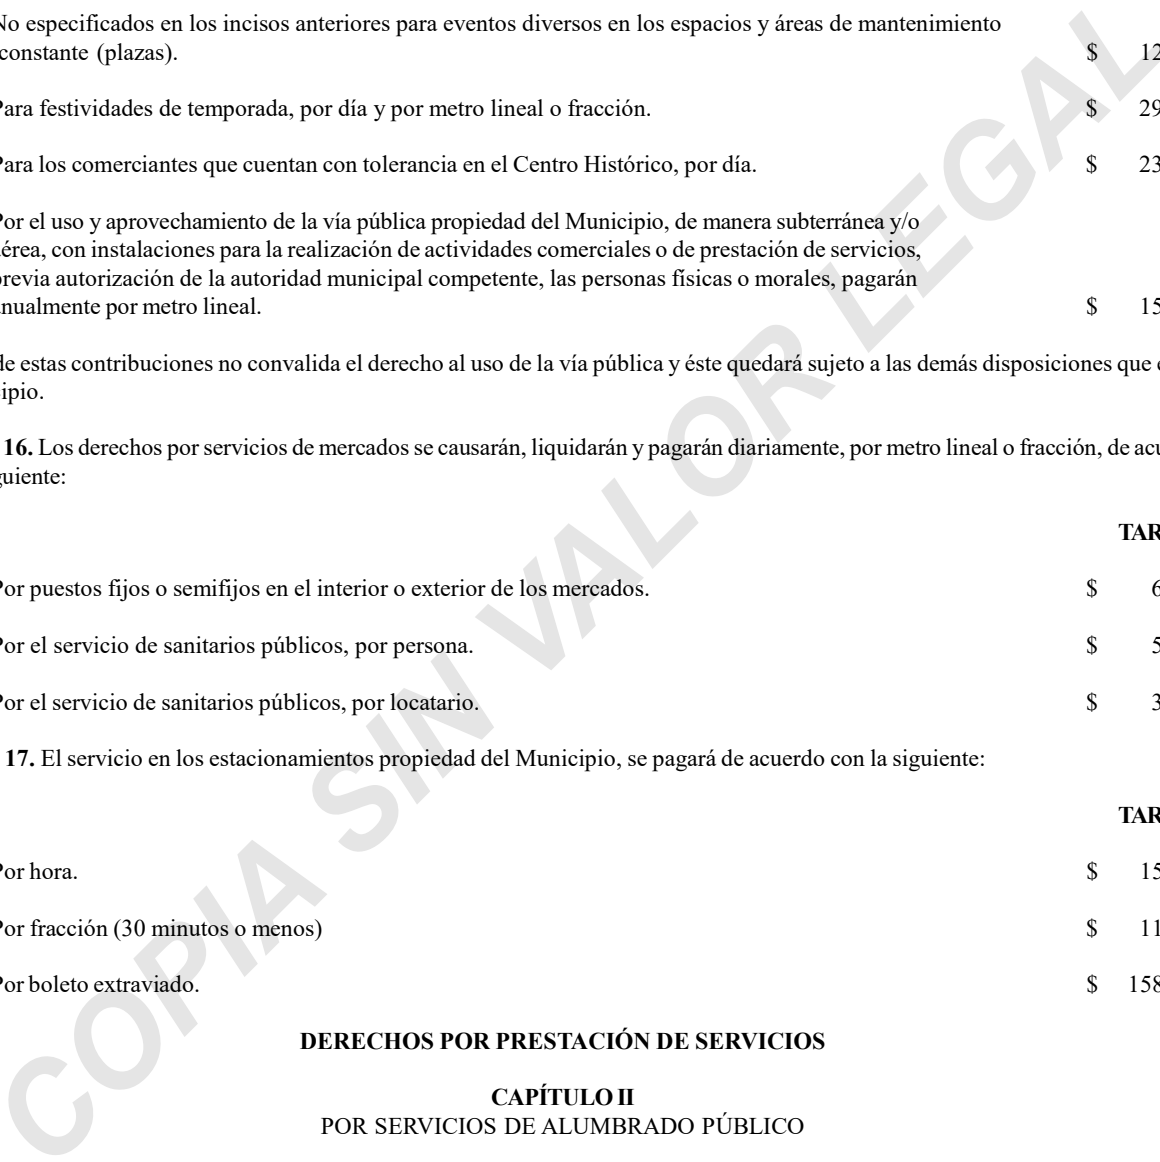 No especificados en los incisos anteriores para eventos diversos en los espacios y áreas de mantenimiento
constante (plazas). $ 12
Para festividades de temporada, por día y por metro lineal o fracción. $ 29
Para los comerciantes que cuentan con tolerancia en el Centro Histórico, por día. $ 23
Por el uso y aprovechamiento de la vía pública propiedad del Municipio, de manera subterránea y/o
érea, con instalaciones para la realización de actividades comerciales o de prestación de servicios,
previa autorización de la autoridad municipal competente, las personas físicas o morales, pagarán
nualmente por metro lineal. $ 15
de estas contribuciones no convalida el derecho al uso de la vía pública y éste quedará sujeto a las demás disposiciones que
ipio.
16. Los derechos por servicios de mercados se causarán, liquidarán y pagarán diariamente, por metro lineal o fracción, de acu
guiente:
TAR
Por puestos fijos o semifijos en el interior o exterior de los mercados. $ 6
Por el servicio de sanitarios públicos, por persona. $ 5
Por el servicio de sanitarios públicos, por locatario. $ 3
17. El servicio en los estacionamientos propiedad del Municipio, se pagará de acuerdo con la siguiente:
TAR
Por hora. $ 15
Por fracción (30 minutos o menos) $ 11
Por boleto extraviado. $ 158
DERECHOS POR PRESTACIÓN DE SERVICIOS
CAPÍTULO II
POR SERVICIOS DE ALUMBRADO PÚBLICO
COPIA SIN VALOR LEGAL